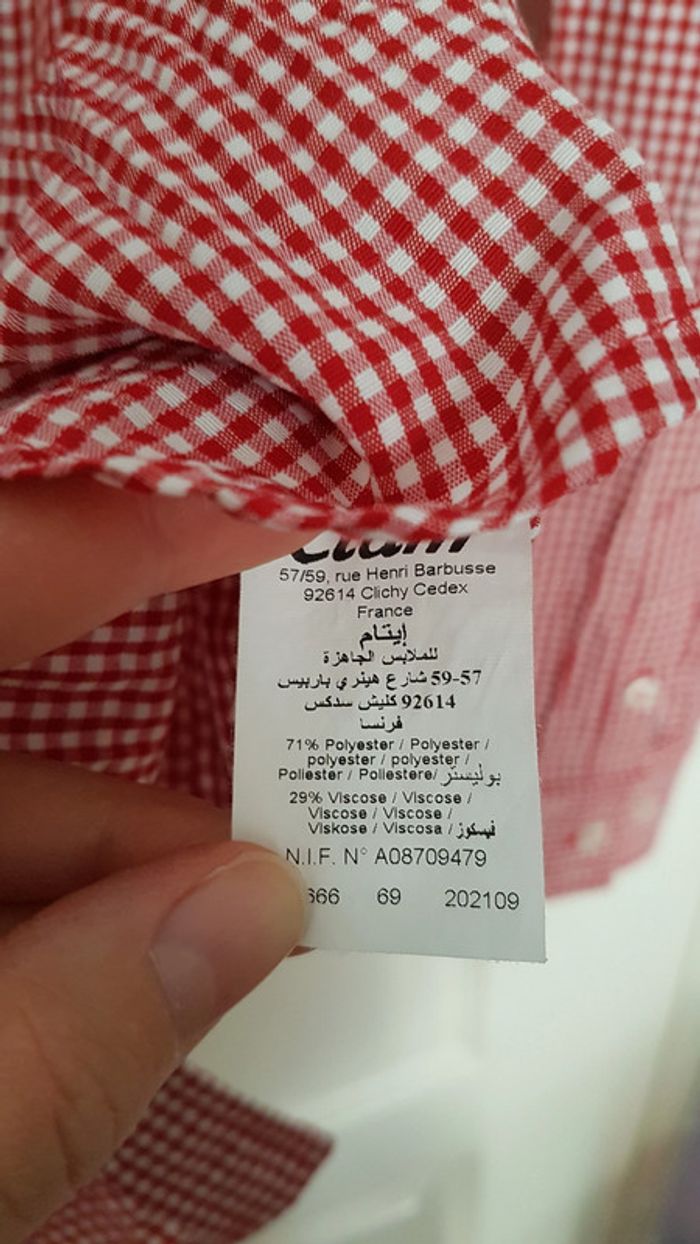 57/59, rue Henri Barbusse
92614 Clichy Cedex
France
إيتام
للملابس الجاهزة
57-59 شارع هينري باربيس
92614 كليش سدكس
فرنسا
71% Polyester / Polyester /
polyester / polyester /
Poliester / Poliestere/ بوليستر
29% Viscose / Viscose /
Viscose / Viscose /
Viskose / Viscosa / فيسكوز
N.I.F. N° A08709479
666 69 202109